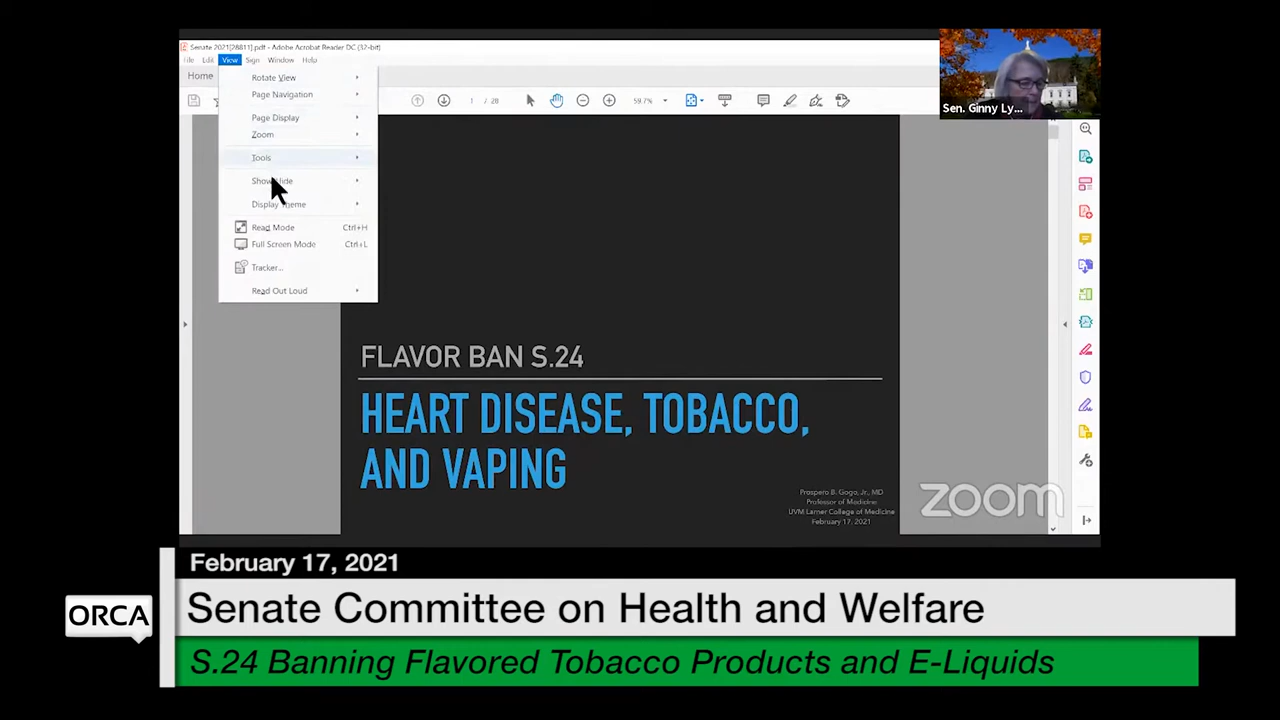 Senate 2021[28811].pdf - Adobe Acrobat Reader DC (32-bit)
File Edit View Sign Window Help
Home
Rotate View
Page Navigation
1 / 28
59.7%
Page Display
Zoom
Tools
Show/Hide
Display Theme
Read Mode Ctrl+H
Full Screen Mode Ctrl+L
Tracker...
Read Out Loud
Sen. Ginny Ly...
FLAVOR BAN S.24
HEART DISEASE, TOBACCO,
AND VAPING
Prospero B. Gogo, Jr., MD
Professor of Medicine
UVM Larner College of Medicine
February 17, 2021
zoom
February 17, 2021
ORCA
Senate Committee on Health and Welfare
S.24 Banning Flavored Tobacco Products and E-Liquids